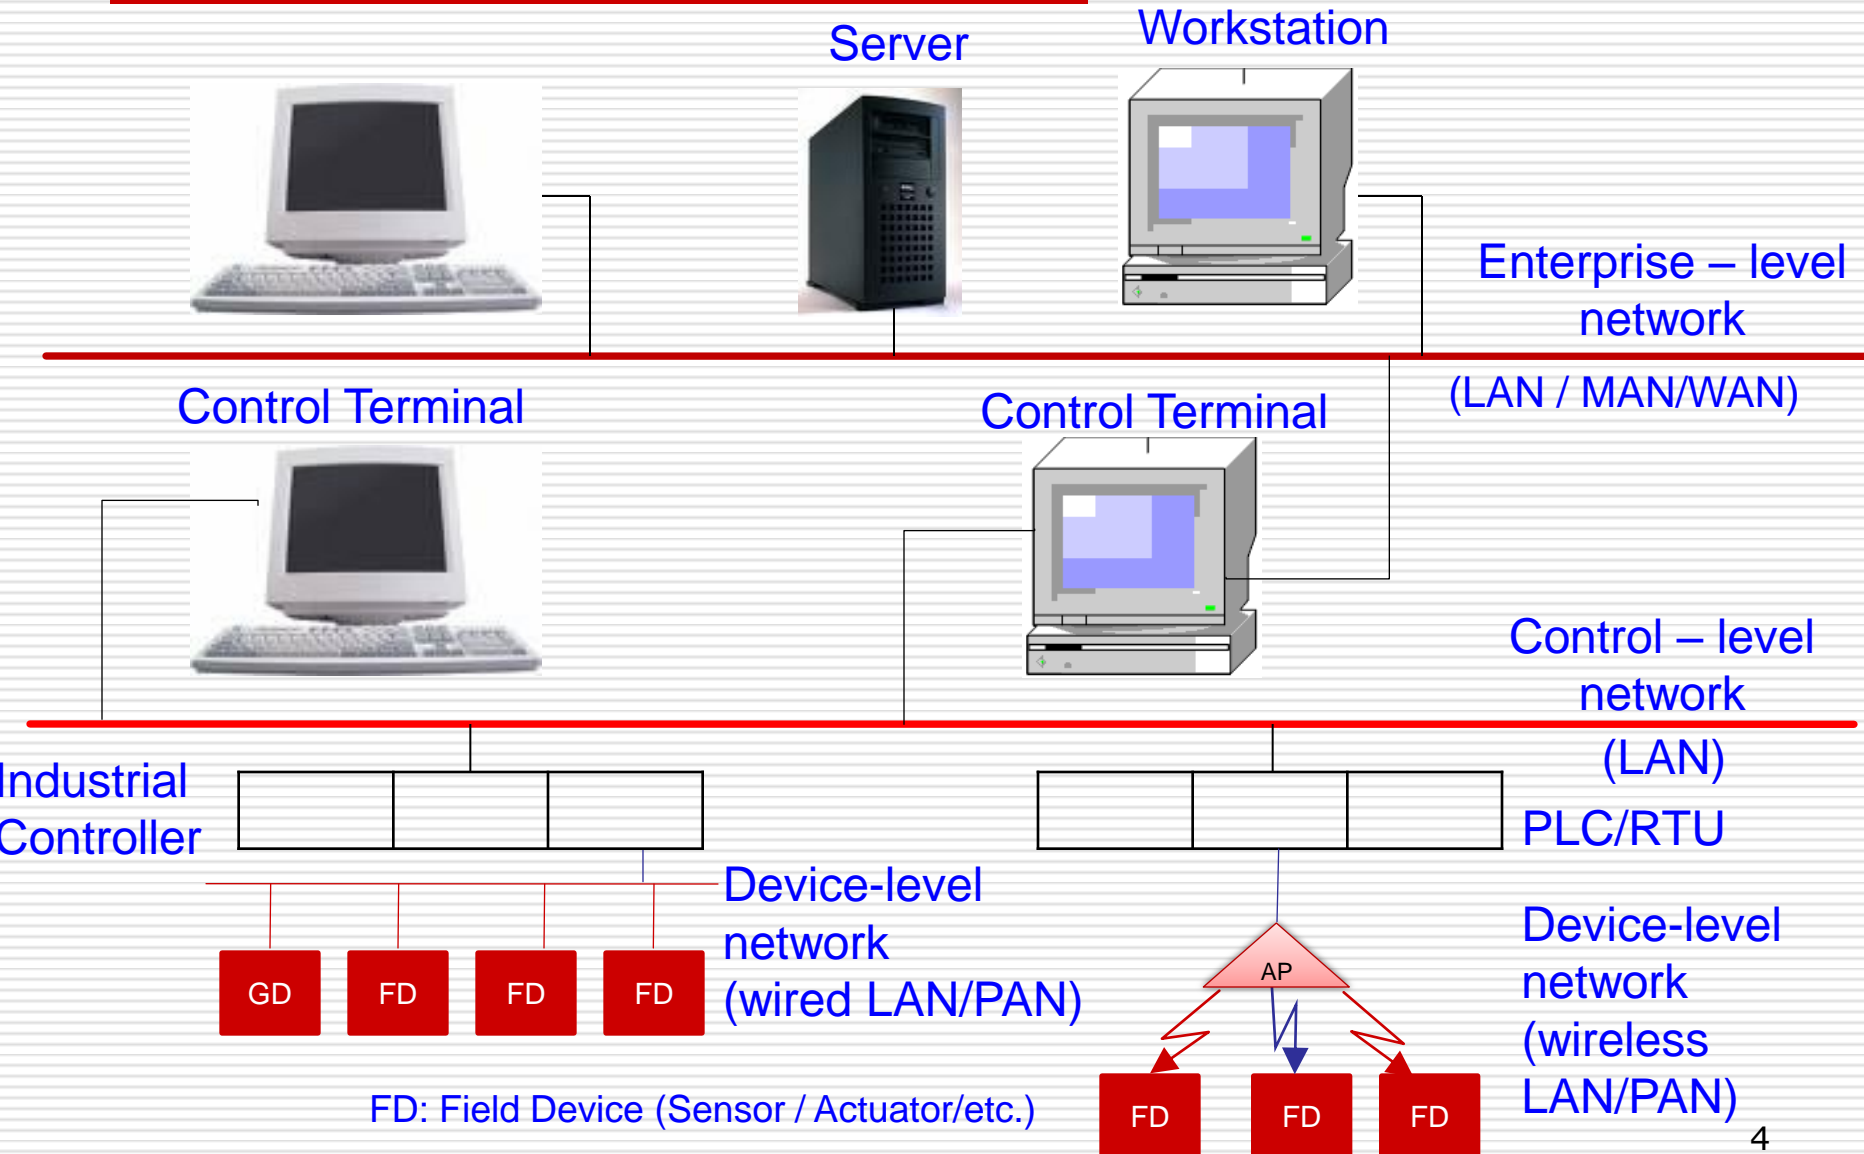 Server
Workstation
Enterprise – level
network
(LAN / MAN/WAN)
Control Terminal
Control Terminal
Control – level
network
(LAN)
Industrial
Controller
PLC/RTU
Device-level
network
(wired LAN/PAN)
GD
FD
FD
FD
AP
Device-level
network
(wireless
LAN/PAN)
FD
FD
FD
FD: Field Device (Sensor / Actuator/etc.)
4